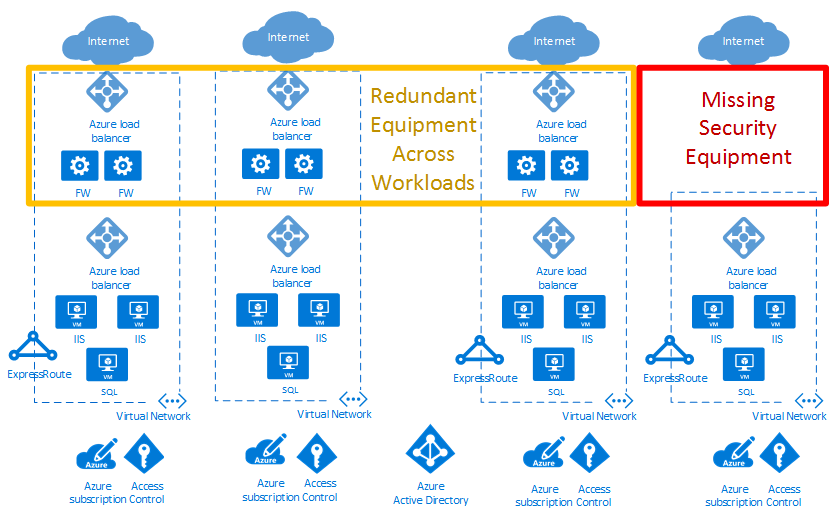 Internet
Internet
Internet
Internet
Redundant
Equipment
Across
Workloads
Missing
Security
Equipment
Azure load
balancer
Azure load
balancer
Azure load
balancer
FW FW
FW FW
FW FW
Azure load
balancer
Azure load
balancer
Azure load
balancer
Azure load
balancer
VM VM
VM VM
VM VM
VM VM
IIS IIS
IIS IIS
IIS IIS
IIS IIS
VM
VM
VM
VM
ExpressRoute
ExpressRoute
ExpressRoute
SQL
SQL
SQL
SQL
Virtual Network
Virtual Network
Virtual Network
Virtual Network
Azure
Azure
Azure
Azure
Azure
subscription
Access
Control
Azure
subscription
Access
Control
Azure
Active Directory
Azure
subscription
Access
Control
Azure
subscription
Access
Control